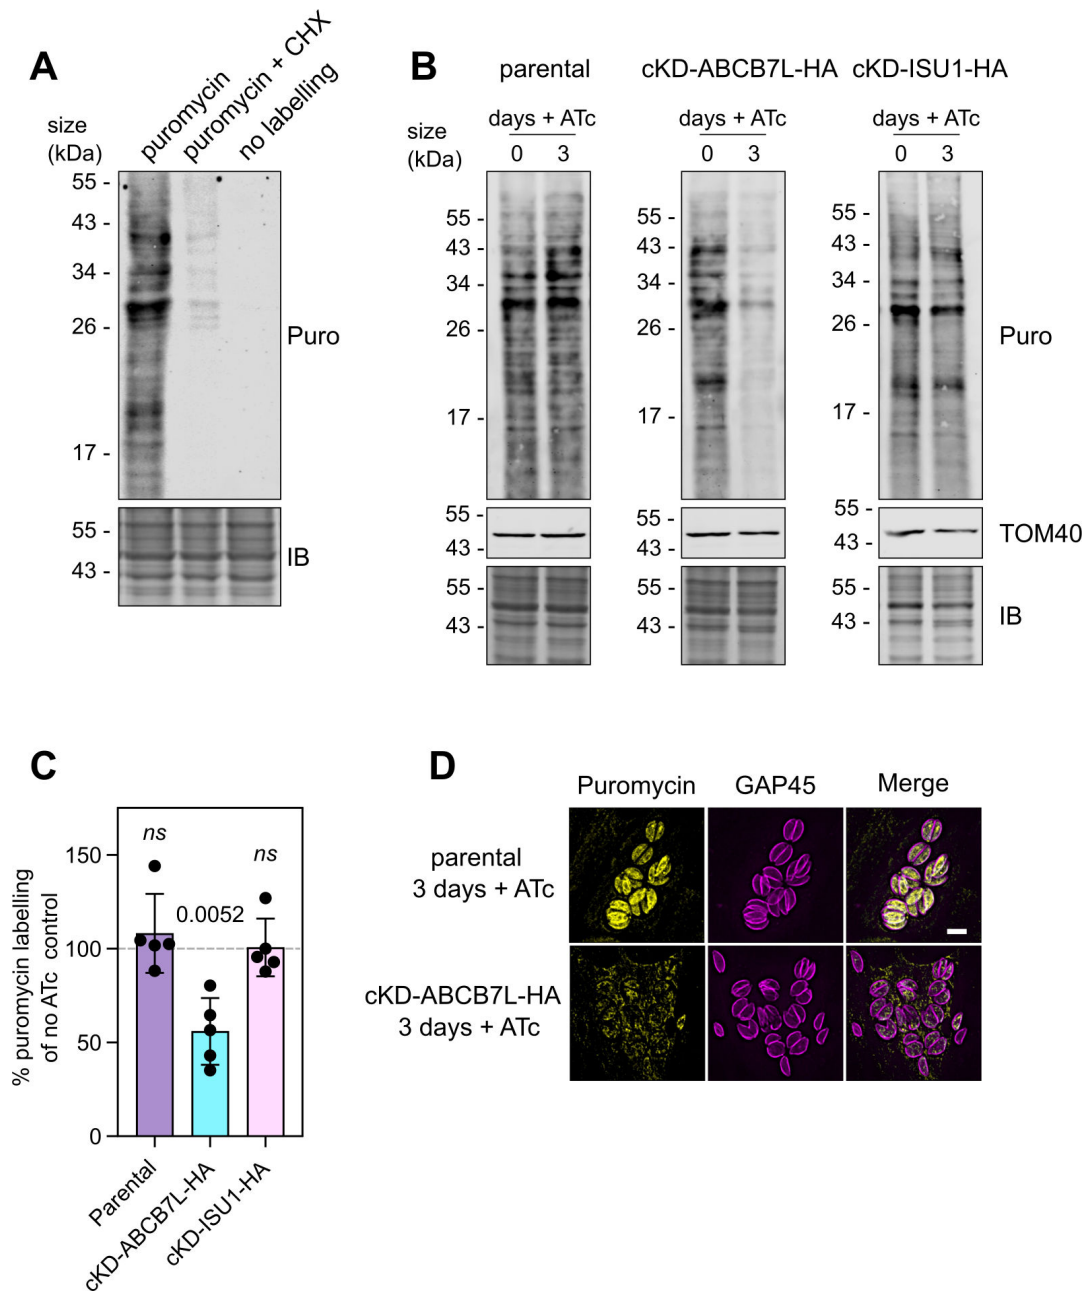 A
puromycin
puromycin + CHX
no labelling
size
(kDa)
55 -
43 -
34 -
26 -
17 -
Puro
55 -
43 -
IB
B
parental
cKD-ABCB7L-HA
cKD-ISU1-HA
size
(kDa)
days + ATc
0 3
days + ATc
0 3
days + ATc
0 3
55 -
43 -
34 -
26 -
17 -
55 -
43 -
34 -
26 -
17 -
55 -
43 -
34 -
26 -
17 -
Puro
55 -
43 -
55 -
43 -
55 -
43 -
TOM40
55 -
43 -
55 -
43 -
55 -
43 -
IB
C
% puromycin labelling
of no ATc control
150
100
50
0
ns
0.0052
ns
Parental
cKD-ABCB7L-HA
cKD-ISU1-HA
D
Puromycin
GAP45
Merge
parental
3 days + ATc
cKD-ABCB7L-HA
3 days + ATc